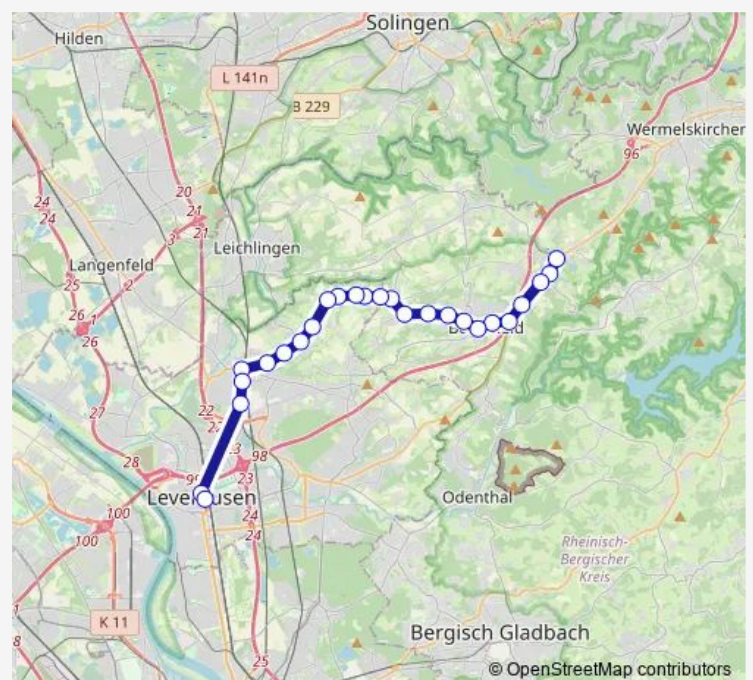 Solingen
Hilden
L 141n
B 229
Wermelskirchen
96
24
24
20
21
21
3
Leichlingen
Langenfeld
25
2
26
1
26
27
22
98
28
23
23
Leverkusen
24
24
100
100
Odenthal
Rheinisch-
Bergischer
Kreis
1
K 11
8
Bergisch Gladbach
25
© OpenStreetMap contributors